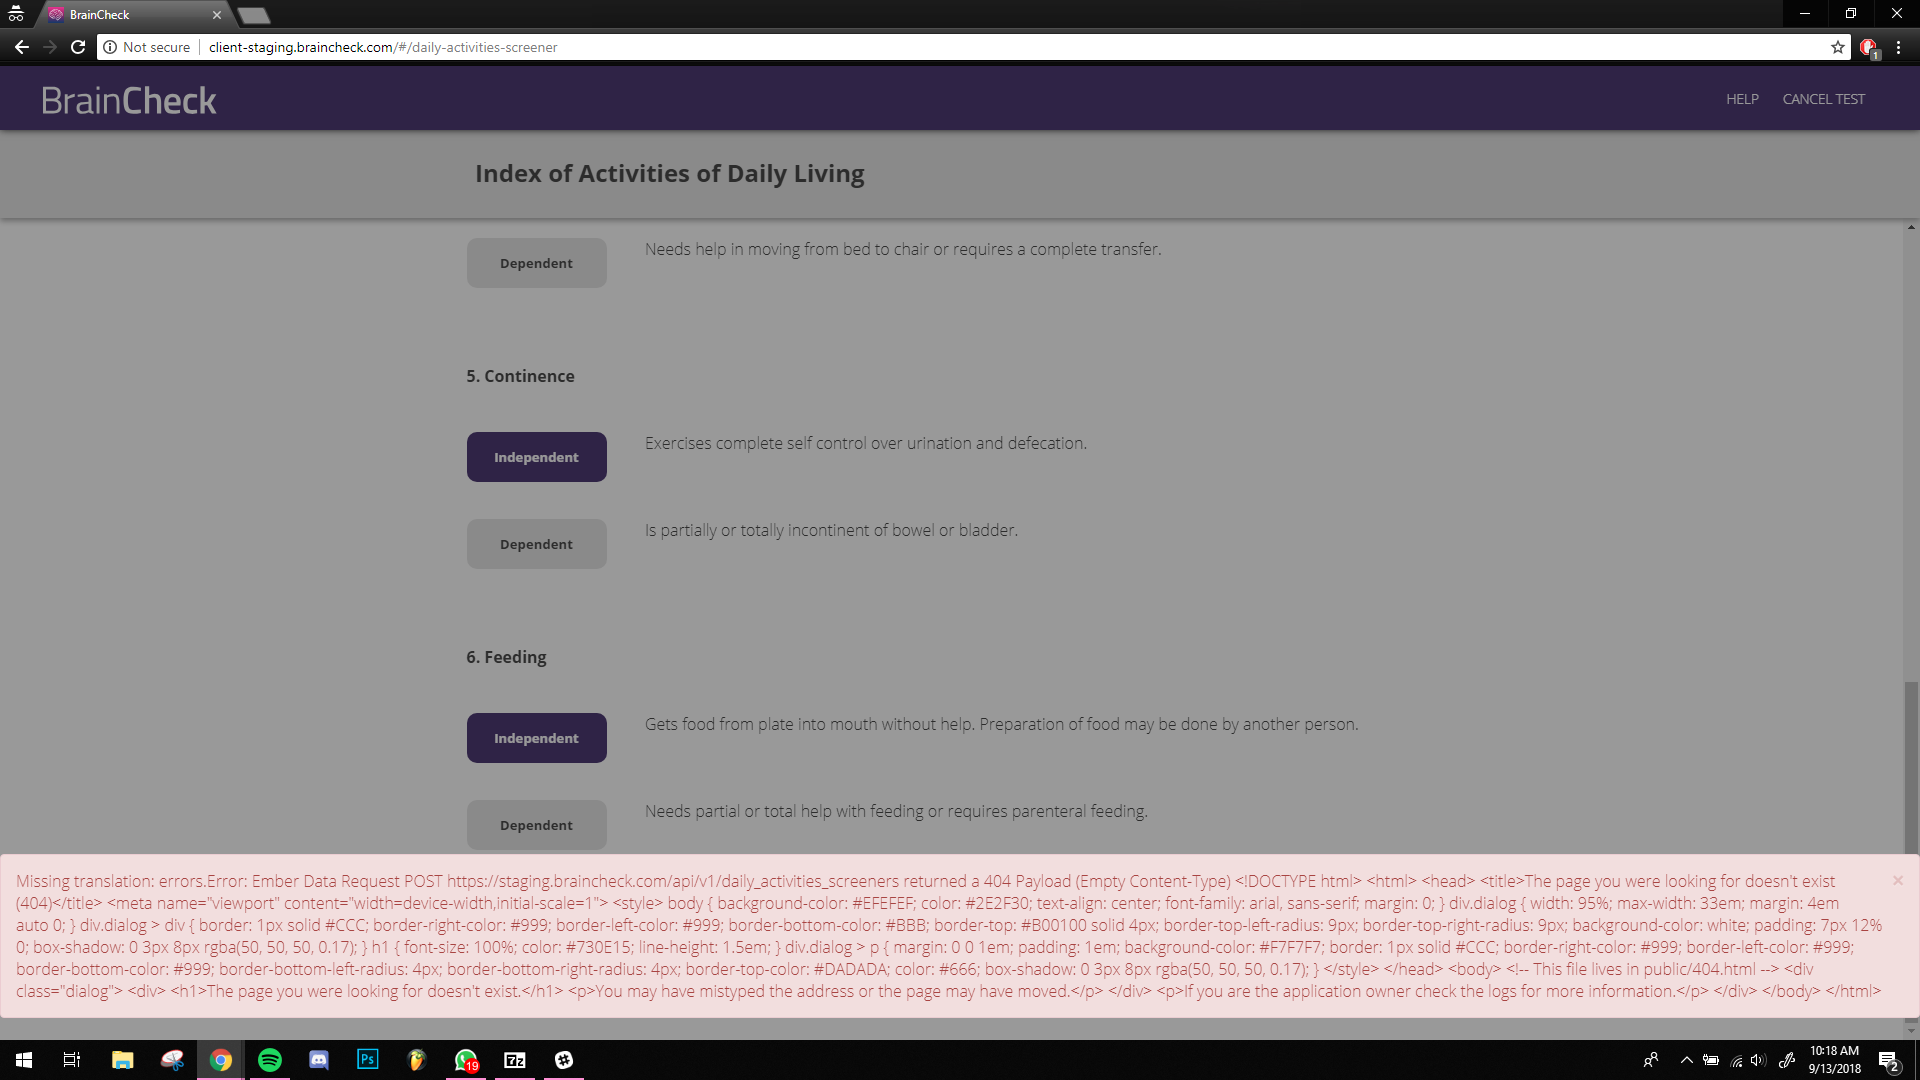 BrainCheck
Not secure
client-staging.braincheck.com/#/daily-activities-screener
1
BrainCheck
HELP
CANCEL TEST
Index of Activities of Daily Living
Dependent
Needs help in moving from bed to chair or requires a complete transfer.
5. Continence
Independent
Exercises complete self control over urination and defecation.
Dependent
Is partially or totally incontinent of bowel or bladder.
6. Feeding
Independent
Gets food from plate into mouth without help. Preparation of food may be done by another person.
Dependent
Needs partial or total help with feeding or requires parenteral feeding.
Missing translation: errors.Error: Ember Data Request POST https://staging.braincheck.com/api/v1/daily_activities_screeners returned a 404 Payload (Empty Content-Type) <!DOCTYPE html> <html> <head> <title>The page you were looking for doesn't exist
(404)</title> <meta name="viewport" content="width=device-width,initial-scale=1"> <style> body { background-color: #EFEFEF; color: #2E2F30; text-align: center; font-family: arial, sans-serif; margin: 0; } div.dialog { width: 95%; max-width: 33em; margin: 4em
auto 0; } div.dialog > div { border: 1px solid #CCC; border-right-color: #999; border-left-color: #999; border-bottom-color: #BBB; border-top: #B00100 solid 4px; border-top-left-radius: 9px; border-top-right-radius: 9px; background-color: white; padding: 7px 12%
0; box-shadow: 0 3px 8px rgba(50, 50, 50, 0.17); } h1 { font-size: 100%; color: #730E15; line-height: 1.5em; } div.dialog > p { margin: 0 0 1em; padding: 1em; background-color: #F7F7F7; border: 1px solid #CCC; border-right-color: #999; border-left-color: #999;
border-bottom-color: #999; border-bottom-left-radius: 4px; border-bottom-right-radius: 4px; border-top-color: #DADADA; color: #666; box-shadow: 0 3px 8px rgba(50, 50, 50, 0.17); } </style> </head> <body> <!-- This file lives in public/404.html --> <div
class="dialog"> <div> <h1>The page you were looking for doesn't exist.</h1> <p>You may have mistyped the address or the page may have moved.</p> </div> <p>If you are the application owner check the logs for more information.</p> </div> </body> </html>
Ps
19
7z
10:18 AM
9/13/2018
2